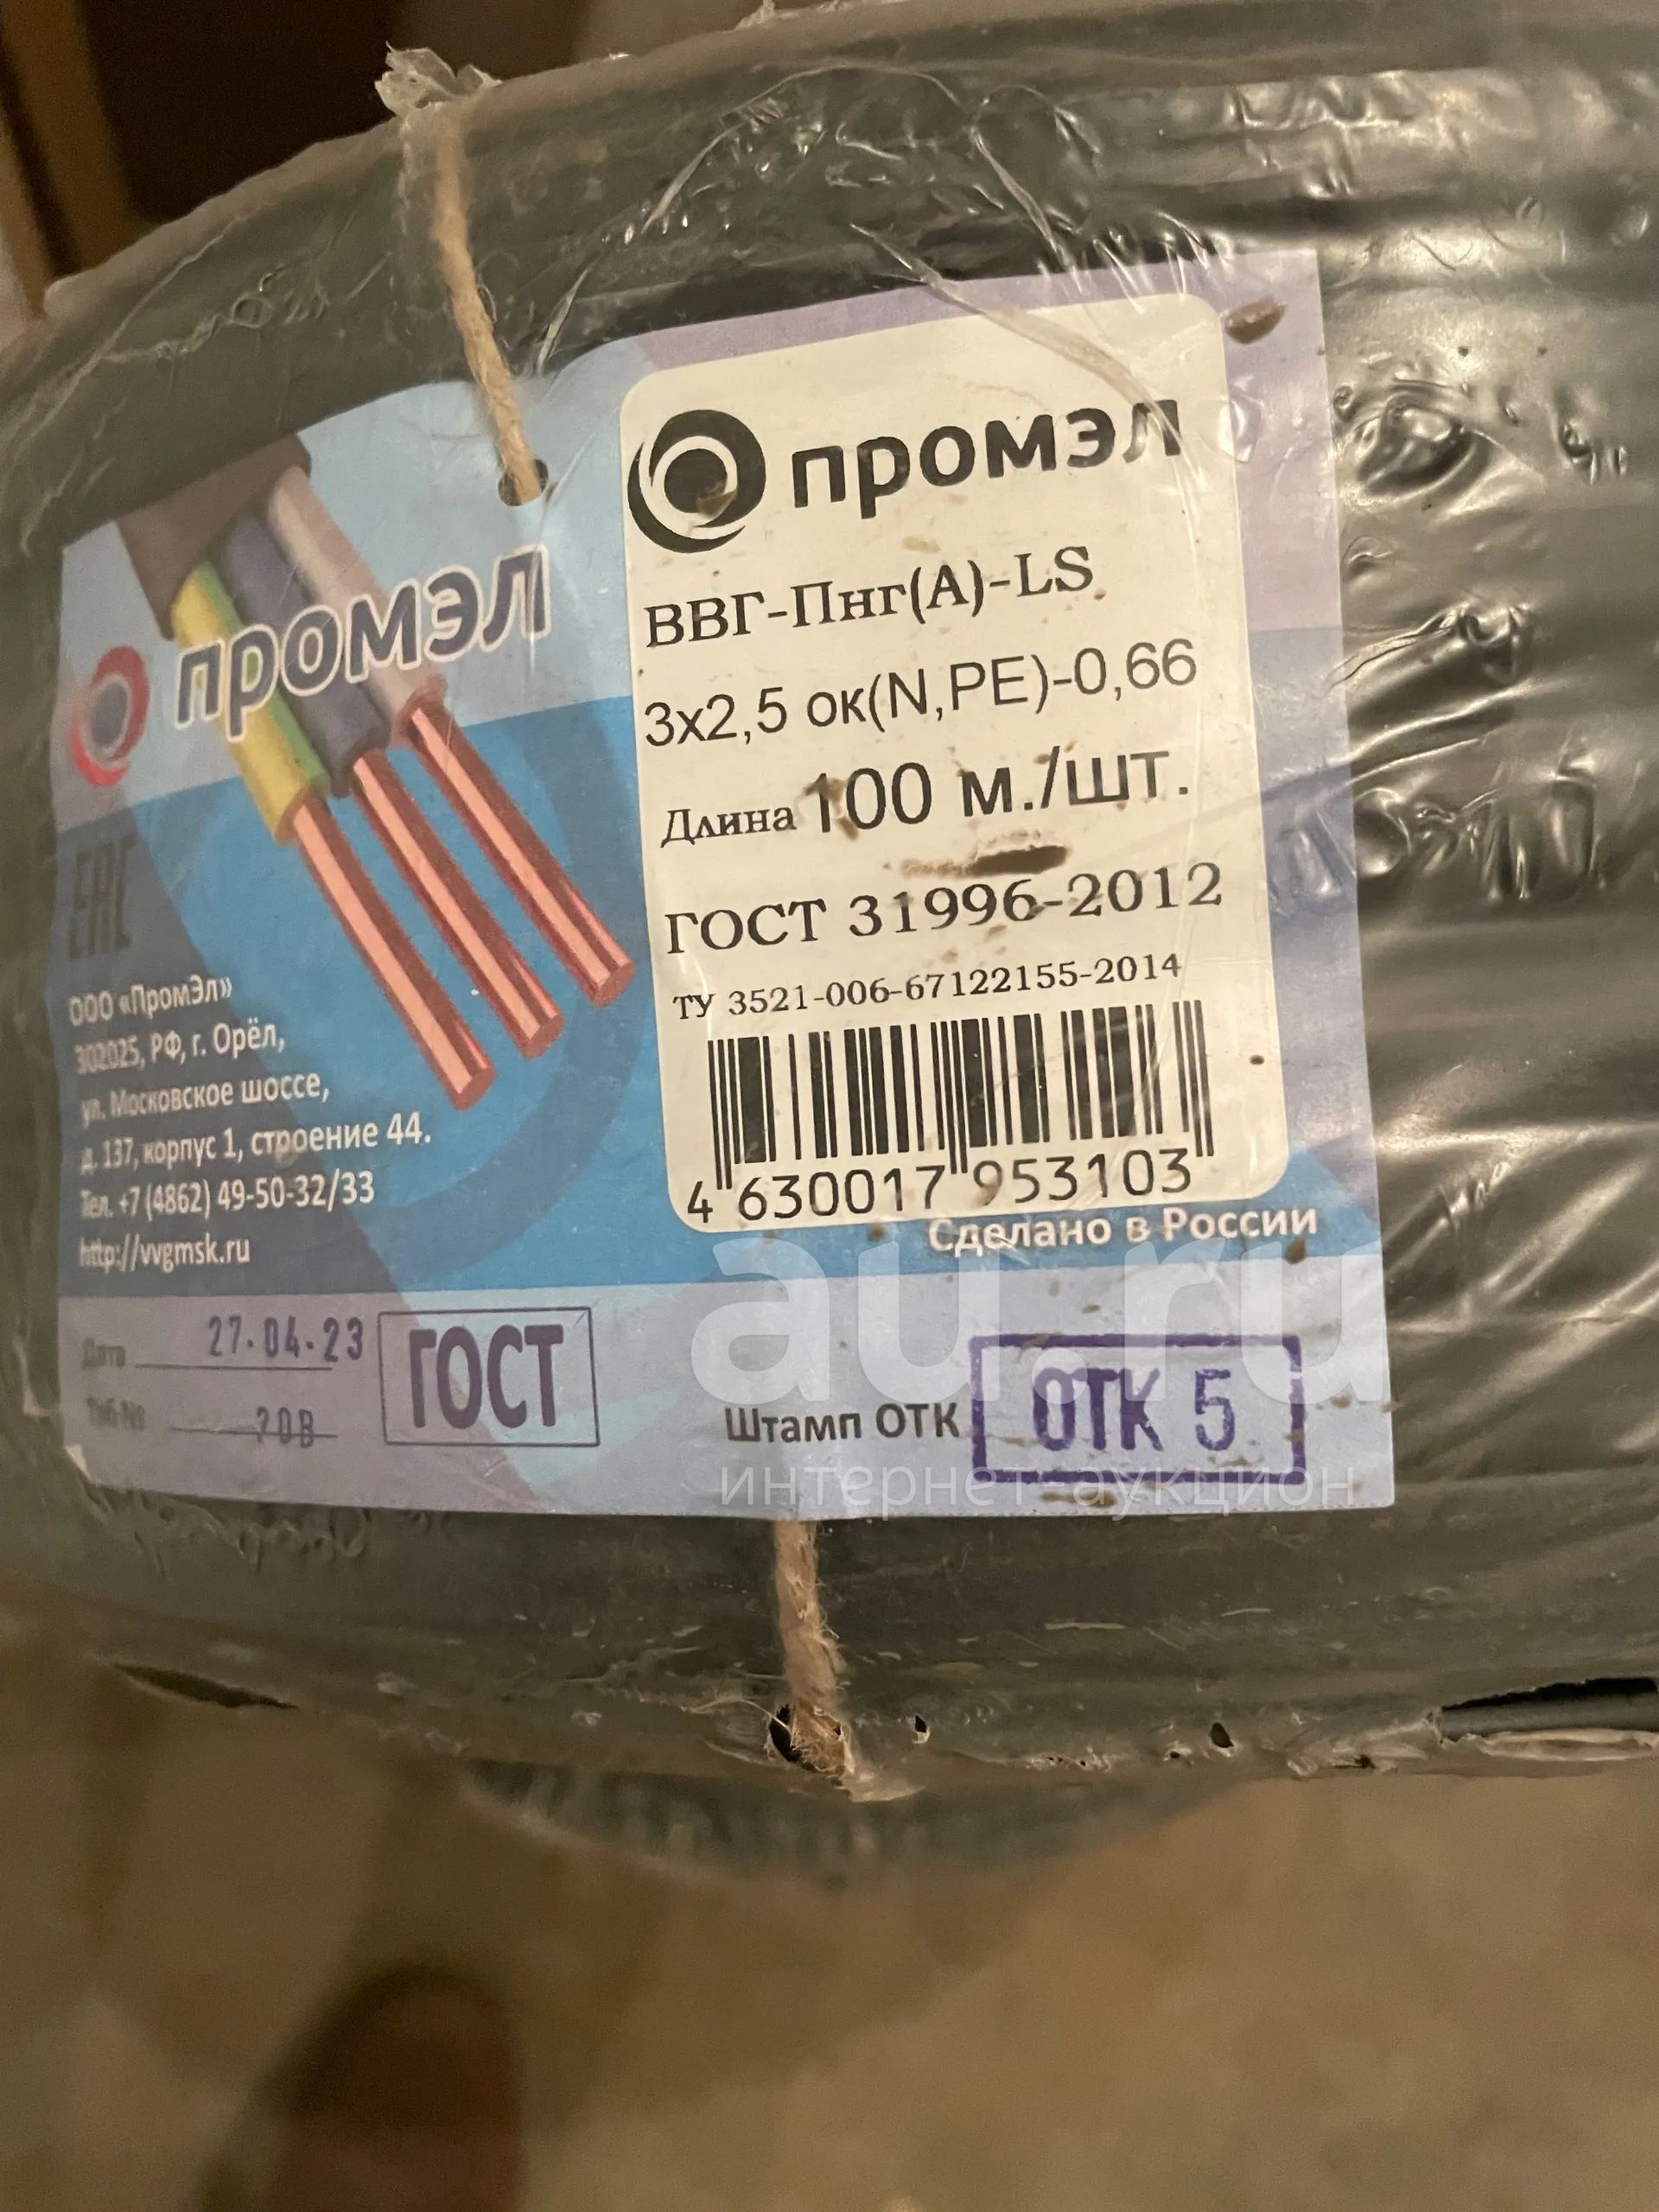 промэл
ВВГ-Пнг(А)-LS
3х2,5 ок(N,PE)-0,66
Длина 100 м./шт.
ГОСТ 31996-2012
ТУ 3521-006-67122155-2014
4 630017 953103
Сделано в России
промэл
ЕАС
ООО «ПромЭл»
302025, РФ, г. Орёл,
ул. Московское шоссе,
д. 137, корпус 1, строение 44.
Тел. +7 (4862) 49-50-32/33
http://vvgmsk.ru
Дата 27.04.23
ГОСТ
Штамп ОТК
ОТК 5
au.ru
интернет-аукцион